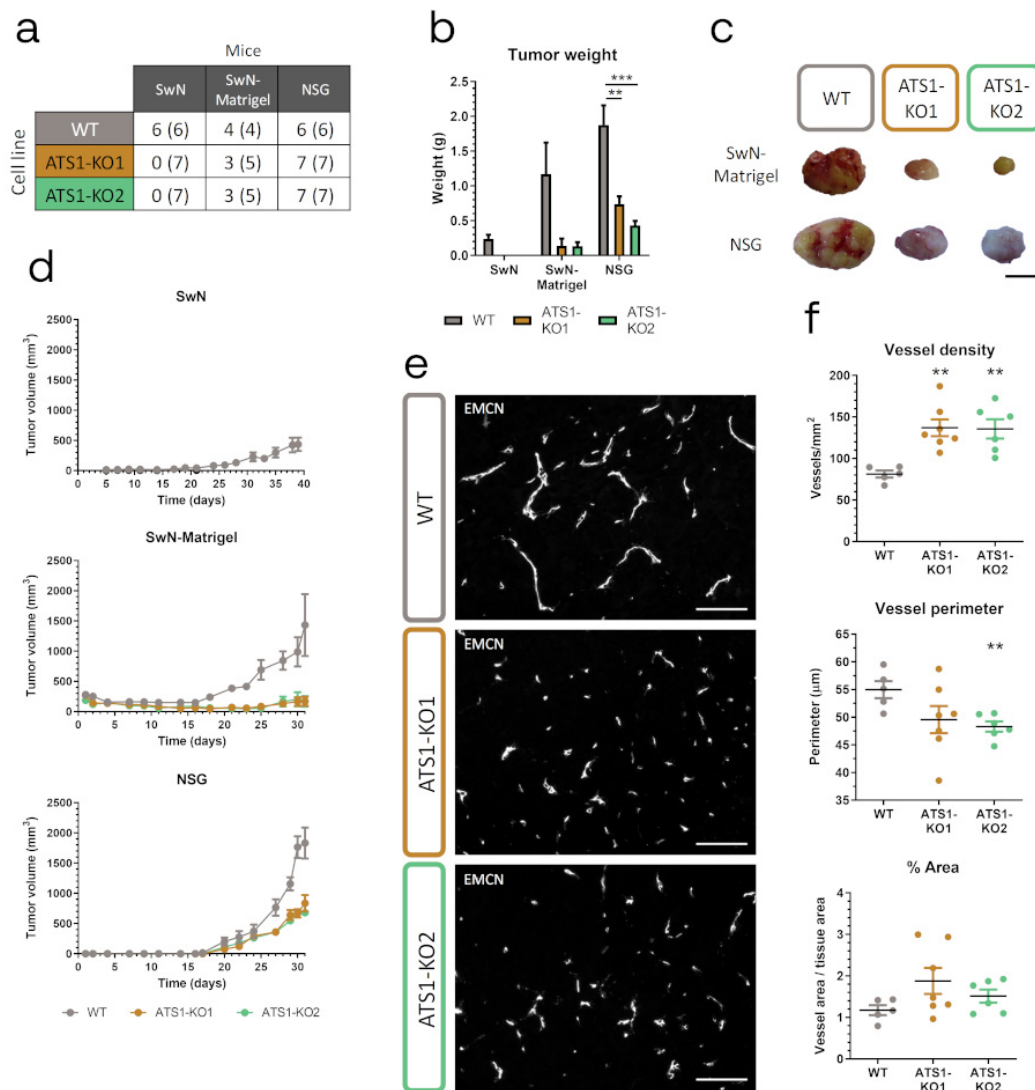 a
Mice
SwN
SwN-
Matrigel
NSG
Cell line
WT
6 (6)
4 (4)
6 (6)
ATS1-KO1
0 (7)
3 (5)
7 (7)
ATS1-KO2
0 (7)
3 (5)
7 (7)
b
Tumor weight
***
**
Weight (g)
2.5
2.0
1.5
1.0
0.5
0.0
SwN
SwN-
Matrigel
NSG
WT
ATS1-
KO1
ATS1-
KO2
c
WT
ATS1-
KO1
ATS1-
KO2
SwN-
Matrigel
NSG
d
SwN
Tumor volume (mm³)
2500
2000
1500
1000
500
0
0 5 10 15 20 25 30 35 40
Time (days)
SwN-Matrigel
Tumor volume (mm³)
2500
2000
1500
1000
500
0
0 5 10 15 20 25 30
Time (days)
NSG
Tumor volume (mm³)
2500
2000
1500
1000
500
0
0 5 10 15 20 25 30
Time (days)
WT
ATS1-KO1
ATS1-KO2
e
WT
EMCN
ATS1-KO1
EMCN
ATS1-KO2
EMCN
f
Vessel density
** **
Vessels/mm²
200
150
100
50
0
WT
ATS1-
KO1
ATS1-
KO2
Vessel perimeter
**
Perimeter (µm)
65
60
55
50
45
40
35
WT
ATS1-
KO1
ATS1-
KO2
% Area
Vessel area / tissue area
4
3
2
1
0
WT
ATS1-
KO1
ATS1-
KO2